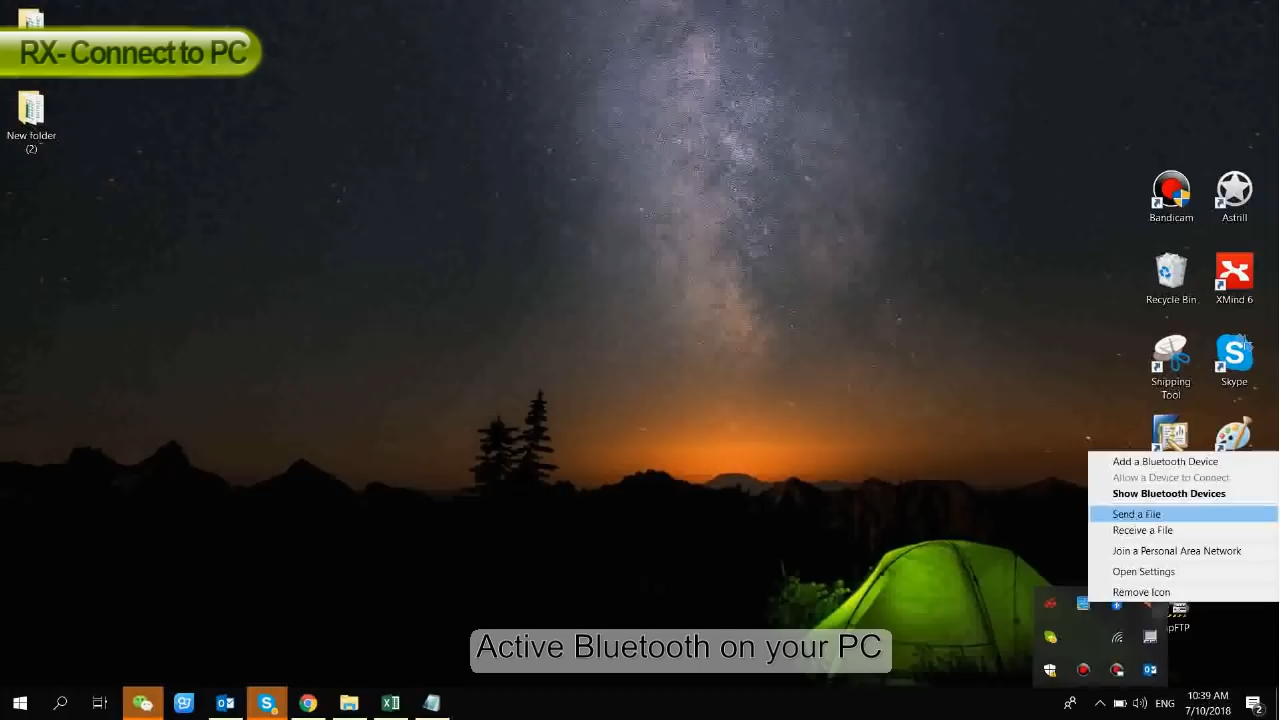 RX- Connect to PC
New folder
(2)
Bandicam
Astrill
Recycle Bin
XMind 6
Snipping
Tool
Skype
Add a Bluetooth Device
Allow a Device to Connect
Show Bluetooth Devices
Send a File
Receive a File
Join a Personal Area Network
Open Settings
Remove Icon
pFTP
Active Bluetooth on your PC
ENG
10:39 AM
7/10/2018
2